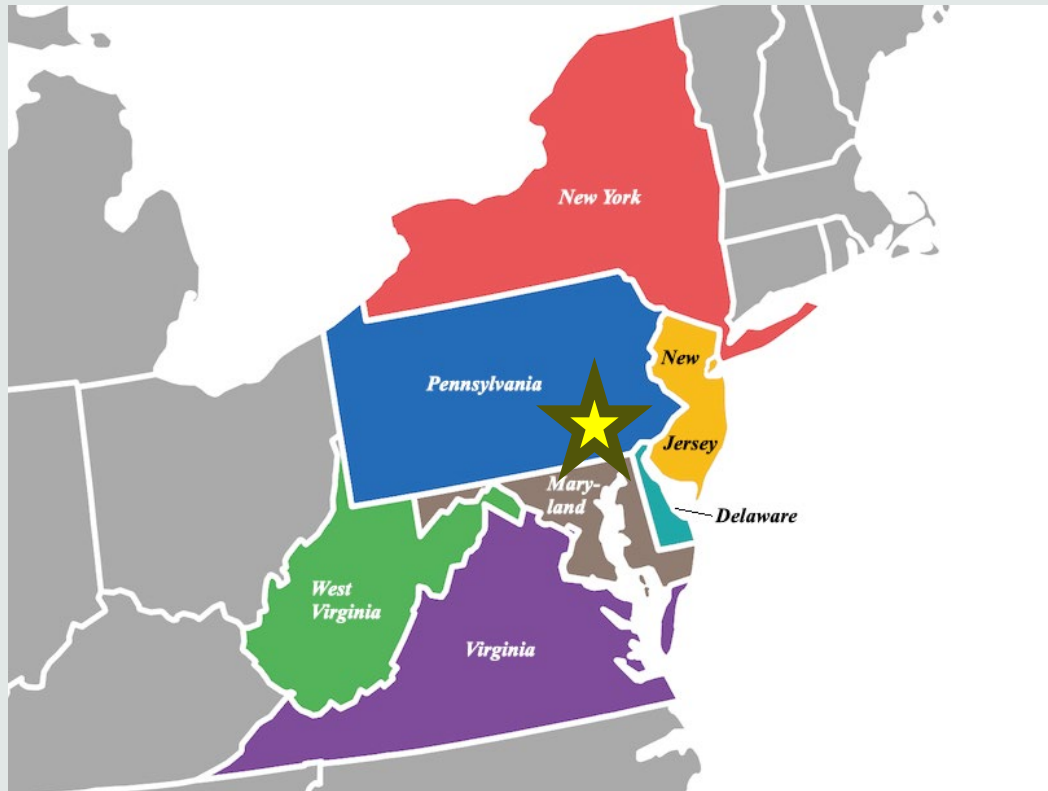 New York
Pennsylvania
New
Jersey
Mary-
land
Delaware
West
Virginia
Virginia